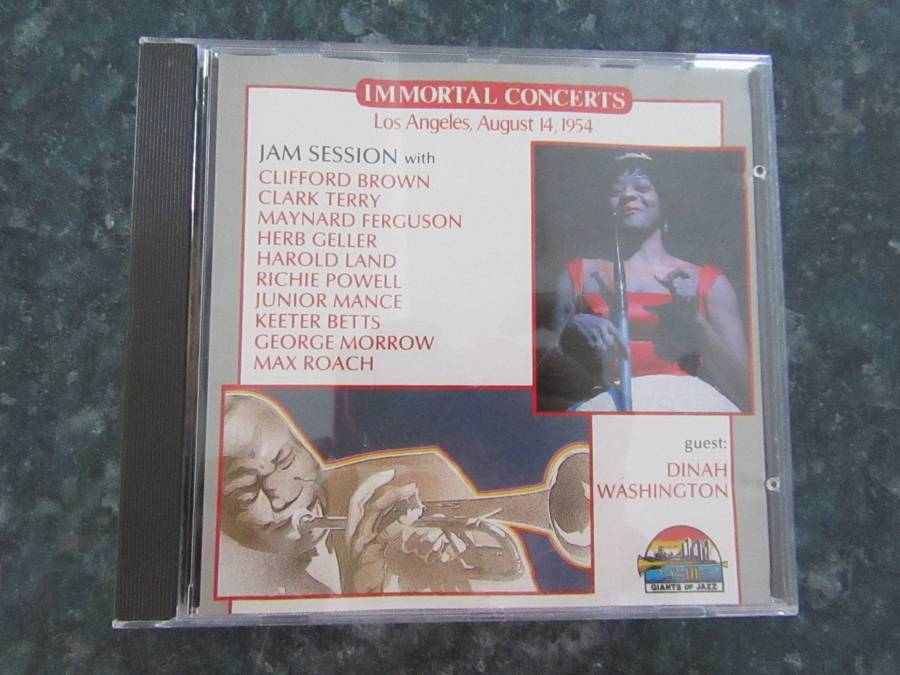 IMMORTAL CONCERTS
Los Angeles, August 14, 1954
JAM SESSION with
CLIFFORD BROWN
CLARK TERRY
MAYNARD FERGUSON
HERB GELLER
HAROLD LAND
RICHIE POWELL
JUNIOR MANCE
KEETER BETTS
GEORGE MORROW
MAX ROACH
guest:
DINAH
WASHINGTON
GIANTS OF JAZZ